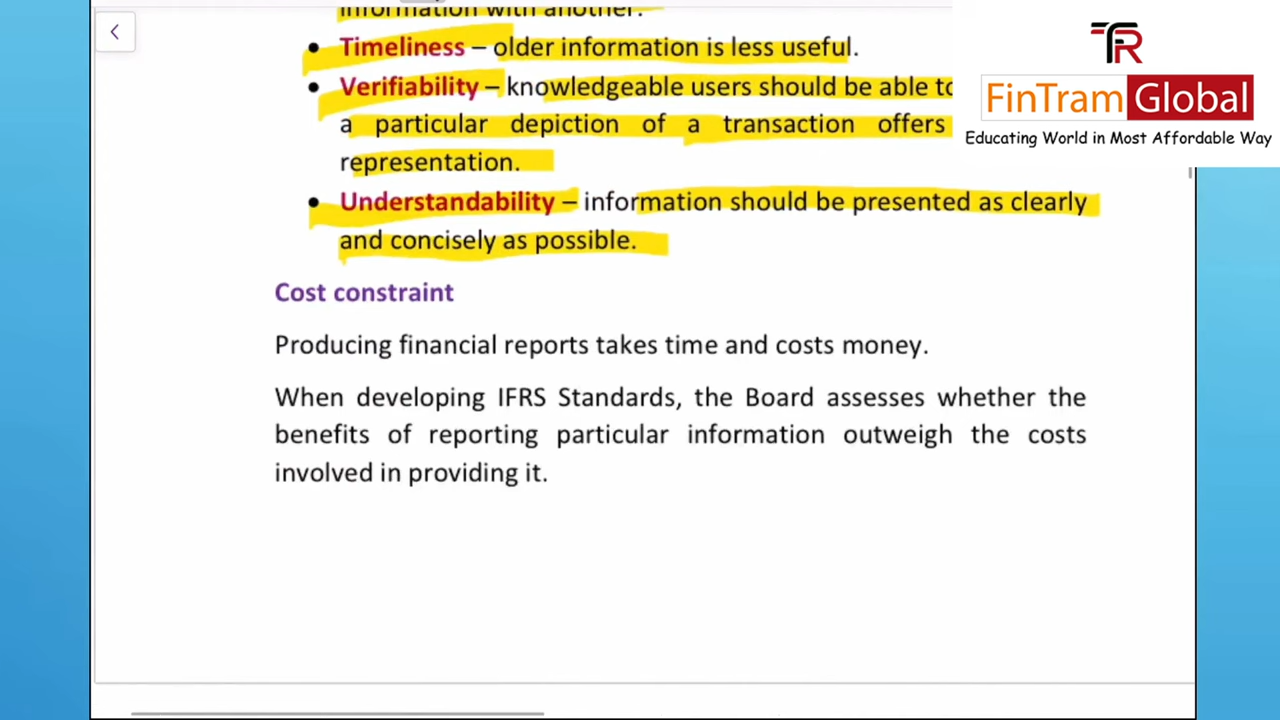 information with another.
• Timeliness – older information is less useful.
• Verifiability – knowledgeable users should be able to
a particular depiction of a transaction offers
representation.
• Understandability – information should be presented as clearly
and concisely as possible.
Cost constraint
Producing financial reports takes time and costs money.
When developing IFRS Standards, the Board assesses whether the
benefits of reporting particular information outweigh the costs
involved in providing it.
FinTram Global
Educating World in Most Affordable Way